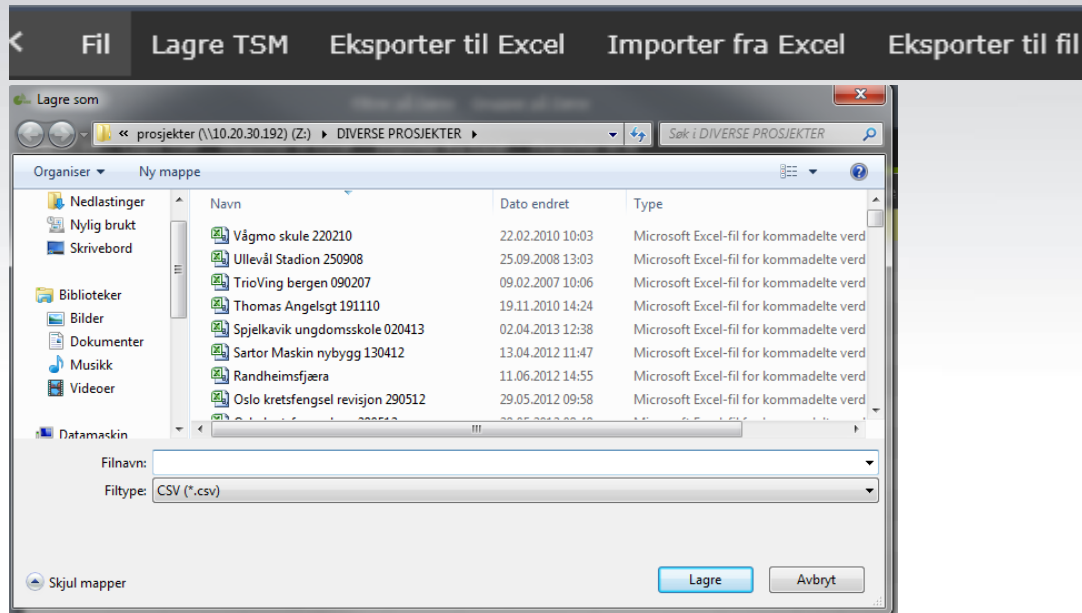 Fil Lagre TSM Eksporter til Excel Importer fra Excel Eksporter til fil
Lagre som
« prosjekter (\\10.20.30.192) (Z:) DIVERSE PROSJEKTER Søk i DIVERSE PROSJEKTER
Organiser Ny mappe
Nedlastinger
Nylig brukt
Skrivebord
Biblioteker
Bilder
Dokumenter
Musikk
Videoer
Datamaskin
Navn Dato endret Type
Vågmo skule 220210 22.02.2010 10:03 Microsoft Excel-fil for kommadelte verd
Ullevål Stadion 250908 25.09.2008 13:03 Microsoft Excel-fil for kommadelte verd
TrioVing bergen 090207 09.02.2007 10:06 Microsoft Excel-fil for kommadelte verd
Thomas Angelsgt 191110 19.11.2010 14:24 Microsoft Excel-fil for kommadelte verd
Spjelkavik ungdomsskole 020413 02.04.2013 12:38 Microsoft Excel-fil for kommadelte verd
Sartor Maskin nybygg 130412 13.04.2012 11:47 Microsoft Excel-fil for kommadelte verd
Randheimsfjæra 11.06.2012 14:55 Microsoft Excel-fil for kommadelte verd
Oslo kretsfengsel revisjon 290512 29.05.2012 09:58 Microsoft Excel-fil for kommadelte verd
Filnavn:
Filtype: CSV (*.csv)
Skjul mapper Lagre Avbryt